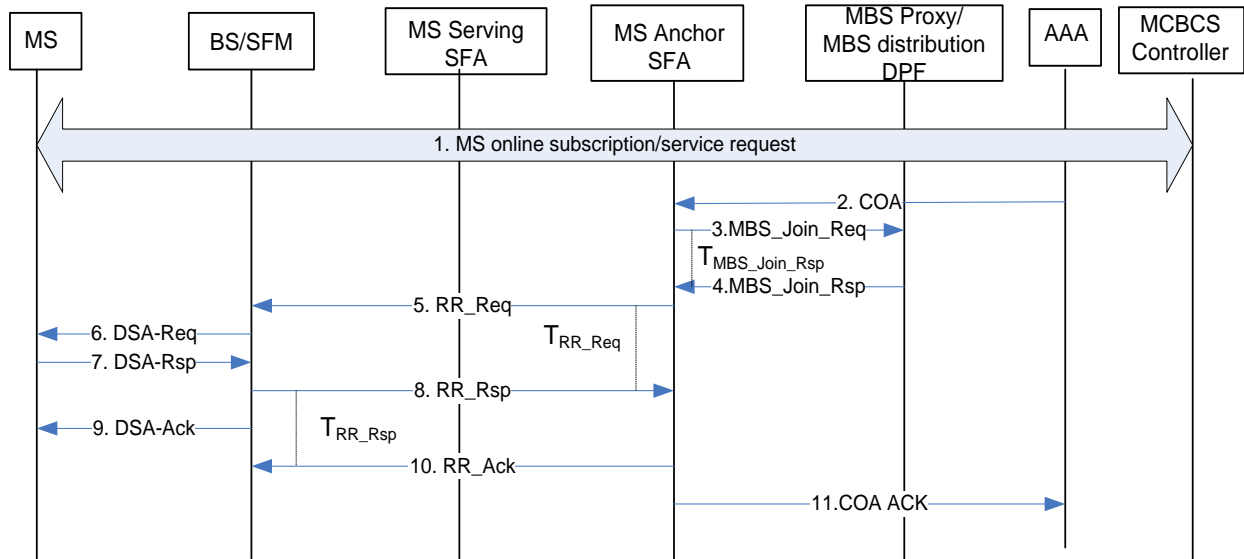 MS
BS/SFM
MS Serving
SFA
MS Anchor
SFA
MBS Proxy/
MBS distribution
DPF
AAA
MCBCS
Controller
1. MS online subscription/service request
2. COA
3.MBS_Join_Req
TMBS_Join_Rsp
4.MBS_Join_Rsp
5. RR_Req
6. DSA-Req
TRR_Req
7. DSA-Rsp
8. RR_Rsp
9. DSA-Ack
TRR_Rsp
10. RR_Ack
11.COA ACK